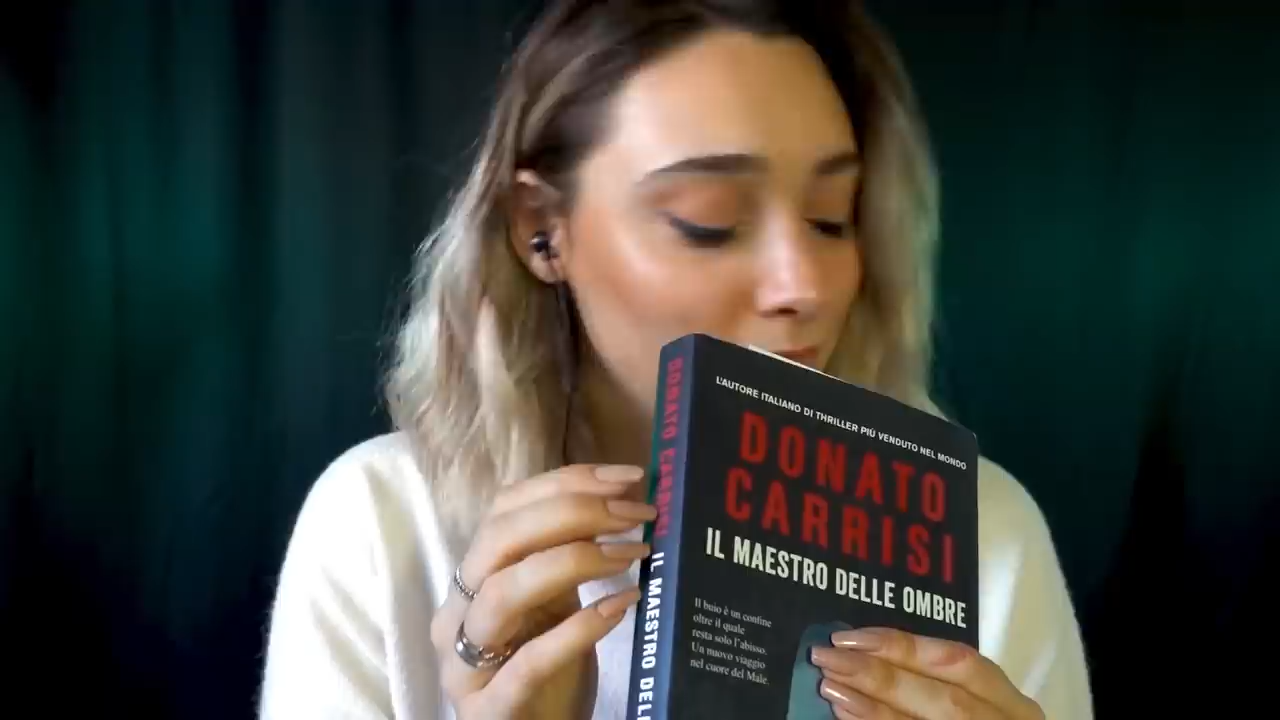 L'AUTORE ITALIANO DI THRILLER PIÙ VENDUTO NEL MONDO
DONATO
CARRISI
IL MAESTRO DELLE OMBRE
Il buio è un confine
oltre il quale
resta solo l'abisso.
Un nuovo viaggio
nel cuore del Male.
DONATO CARRISI IL MAESTRO DEL